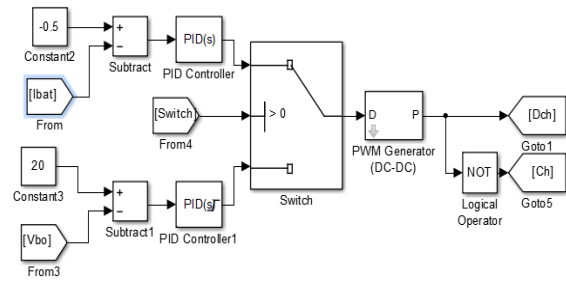 -0.5
Constant2
+
−
Subtract
PID(s)
PID Controller
[Ibat]
From
[Switch]
From4
> 0
Switch
20
Constant3
+
−
Subtract1
PID(s)
PID Controller1
[Vbo]
From3
D
P
PWM Generator
(DC-DC)
[Dch]
Goto1
NOT
Logical
Operator
[Ch]
Goto5